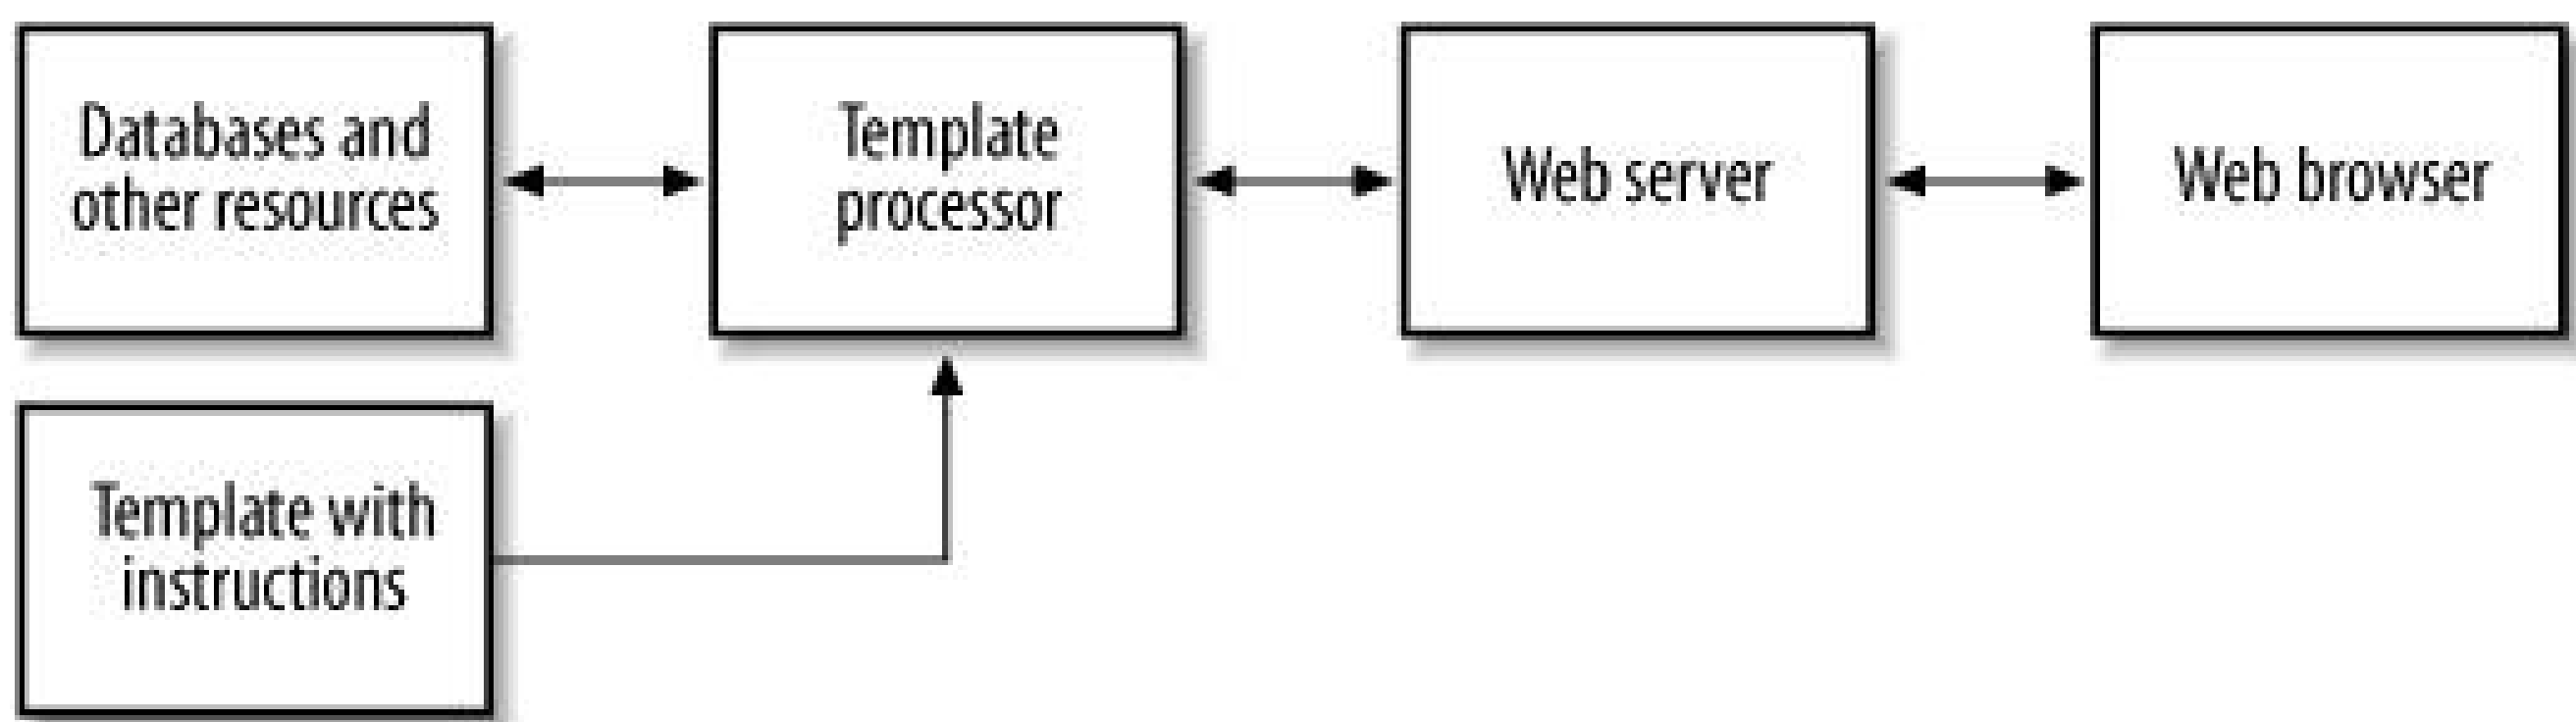 Databases and
other resources
Template
processor
Web server
Web browser
Template with
instructions